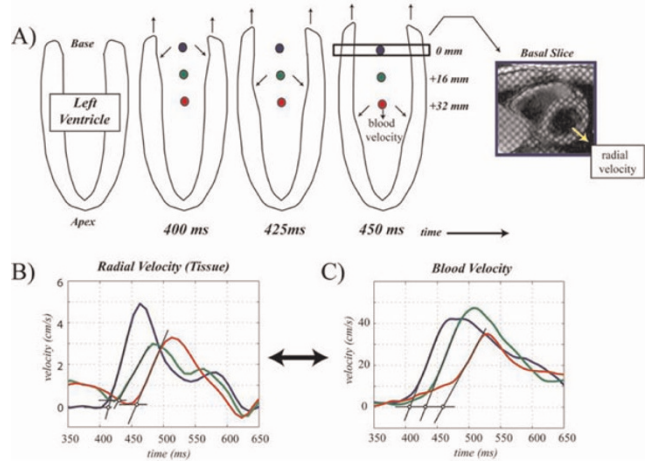 A)
Base
Left
Ventricle
Apex
400 ms
425ms
450 ms
time
0 mm
+16 mm
+32 mm
blood
velocity
Basal Slice
radial
velocity
B)
Radial Velocity (Tissue)
velocity (cm/s)
6
4
2
0
350
400
450
500
550
600
650
time (ms)
C)
Blood Velocity
velocity (cm/s)
40
20
0
350
400
450
500
550
600
650
time (ms)